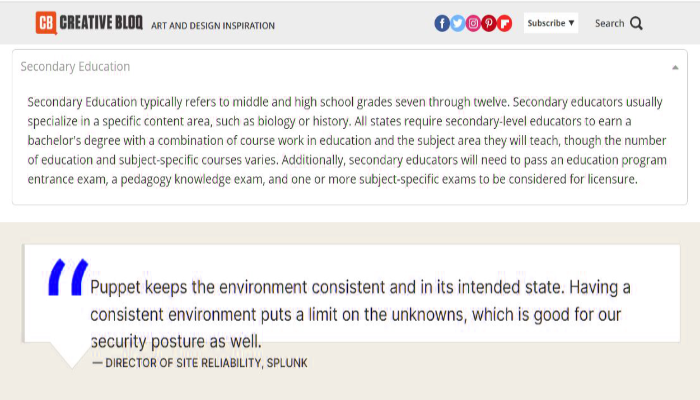 CB CREATIVE BLOQ ART AND DESIGN INSPIRATION Subscribe ▼ Search
Secondary Education
Secondary Education typically refers to middle and high school grades seven through twelve. Secondary educators usually
specialize in a specific content area, such as biology or history. All states require secondary-level educators to earn a
bachelor's degree with a combination of course work in education and the subject area they will teach, though the number
of education and subject-specific courses varies. Additionally, secondary educators will need to pass an education program
entrance exam, a pedagogy knowledge exam, and one or more subject-specific exams to be considered for licensure.
“Puppet keeps the environment consistent and in its intended state. Having a
consistent environment puts a limit on the unknowns, which is good for our
security posture as well.
— DIRECTOR OF SITE RELIABILITY, SPLUNK